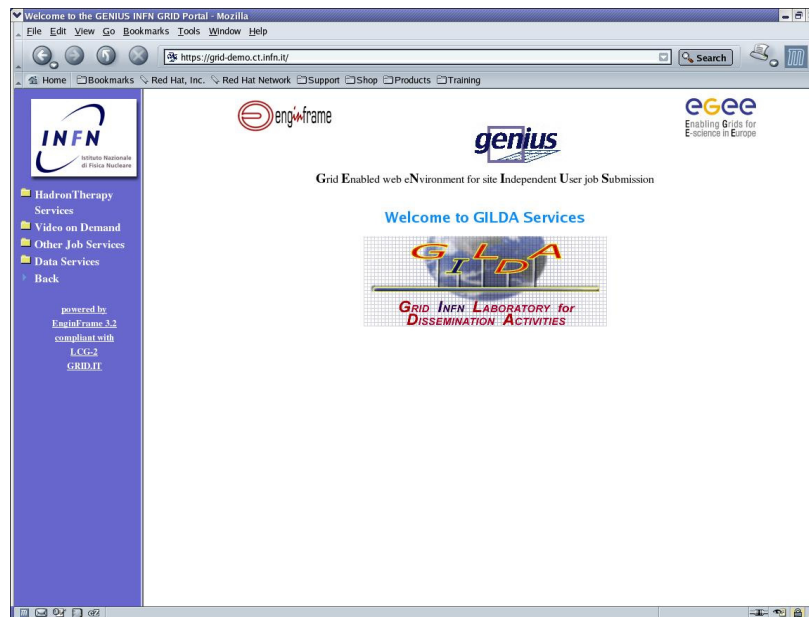 Welcome to the GENIUS INFN GRID Portal - Mozilla
File Edit View Go Bookmarks Tools Window Help
https://grid-demo.ct.infn.it/
Search
Home Bookmarks Red Hat, Inc. Red Hat Network Support Shop Products Training
INFN
Istituto Nazionale
di Fisica Nucleare
HadronTherapy
Services
Video on Demand
Other Job Services
Data Services
Back
powered by
EnginFrame 3.2
compliant with
LCG-2
GRID.IT
enginframe
genius
eGee
Enabling Grids for
E-science in Europe
Grid Enabled web eNvironment for site Independent User job Submission
Welcome to GILDA Services
GILDA
GRID INFN LABORATORY for
DISSEMINATION ACTIVITIES